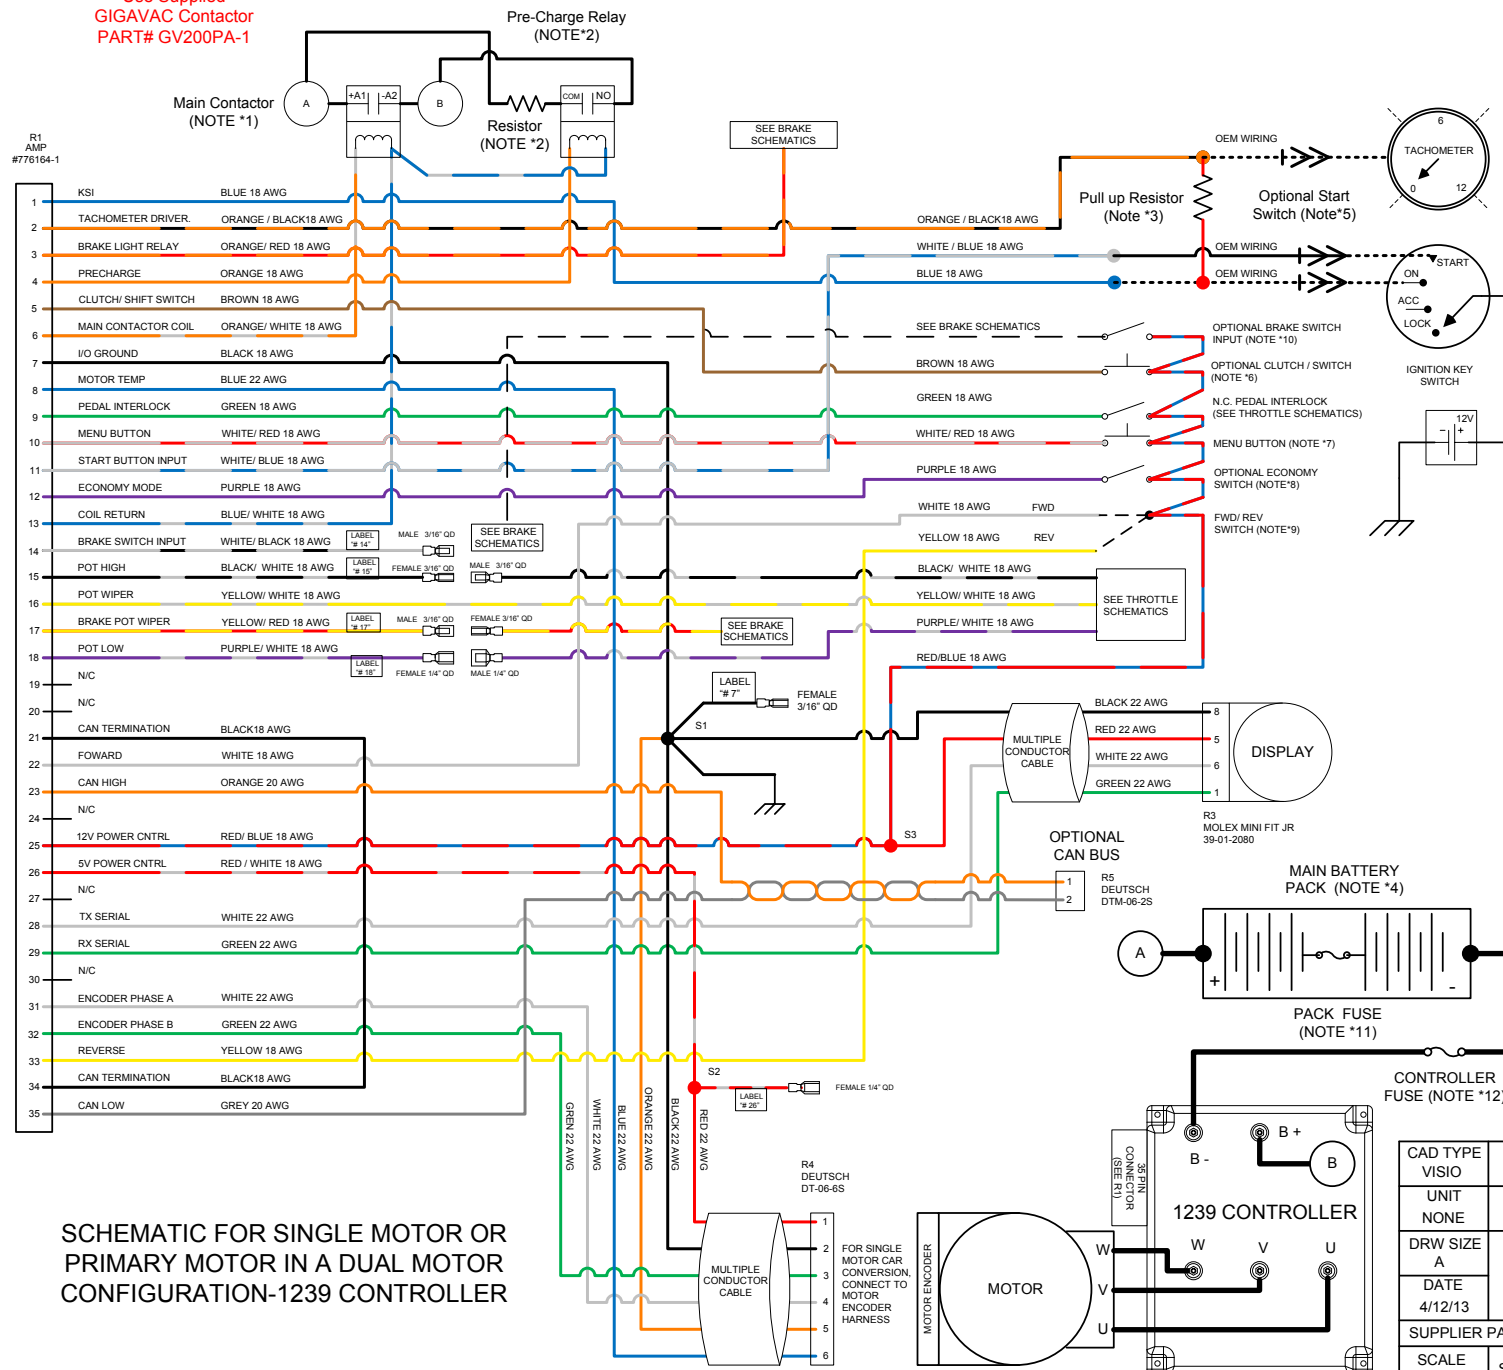 Use Supplied
GIGAVAC Contactor
PART# GV200PA-1
Pre-Charge Relay
(NOTE*2)
Main Contactor
(NOTE *1)
A
+A1
-A2
B
Resistor
(NOTE *2)
COM
NO
SEE BRAKE
SCHEMATICS
OEM WIRING
TACHOMETER
6
0
12
Pull up Resistor
(Note *3)
Optional Start
Switch (Note*5)
R1
AMP
#776164-1
1 KSI BLUE 18 AWG
2 TACHOMETER DRIVER. ORANGE / BLACK18 AWG ORANGE / BLACK18 AWG
3 BRAKE LIGHT RELAY ORANGE/ RED 18 AWG WHITE / BLUE 18 AWG OEM WIRING
4 PRECHARGE ORANGE 18 AWG BLUE 18 AWG OEM WIRING
START
ON
ACC
LOCK
IGNITION KEY
SWITCH
5 CLUTCH/ SHIFT SWITCH BROWN 18 AWG
6 MAIN CONTACTOR COIL ORANGE/ WHITE 18 AWG SEE BRAKE SCHEMATICS
OPTIONAL BRAKE SWITCH
INPUT (NOTE *10)
7 I/O GROUND BLACK 18 AWG BROWN 18 AWG
OPTIONAL CLUTCH / SWITCH
(NOTE *6)
8 MOTOR TEMP BLUE 22 AWG
9 PEDAL INTERLOCK GREEN 18 AWG GREEN 18 AWG
N.C. PEDAL INTERLOCK
(SEE THROTTLE SCHEMATICS)
10 MENU BUTTON WHITE/ RED 18 AWG WHITE/ RED 18 AWG
MENU BUTTON (NOTE *7)
12V
- +
11 START BUTTON INPUT WHITE/ BLUE 18 AWG
12 ECONOMY MODE PURPLE 18 AWG PURPLE 18 AWG
OPTIONAL ECONOMY
SWITCH (NOTE*8)
13 COIL RETURN BLUE/ WHITE 18 AWG WHITE 18 AWG FWD
FWD/ REV
SWITCH (NOTE*9)
YELLOW 18 AWG REV
SEE BRAKE
SCHEMATICS
14 BRAKE SWITCH INPUT WHITE/ BLACK 18 AWG
LABEL
"# 14"
MALE 3/16" QD
15 POT HIGH BLACK/ WHITE 18 AWG
LABEL
"# 15"
FEMALE 3/16" QD
MALE 3/16" QD
BLACK/ WHITE 18 AWG
16 POT WIPER YELLOW/ WHITE 18 AWG YELLOW/ WHITE 18 AWG
SEE THROTTLE
SCHEMATICS
17 BRAKE POT WIPER YELLOW/ RED 18 AWG
LABEL
"# 17"
MALE 3/16" QD
FEMALE 3/16" QD
SEE BRAKE
SCHEMATICS
PURPLE/ WHITE 18 AWG
18 POT LOW PURPLE/ WHITE 18 AWG
LABEL
"# 18"
FEMALE 1/4" QD
MALE 1/4" QD
RED/BLUE 18 AWG
19 N/C
20 N/C
LABEL
"# 7"
FEMALE
3/16" QD
S1
21 CAN TERMINATION BLACK18 AWG
22 FOWARD WHITE 18 AWG
23 CAN HIGH ORANGE 20 AWG
24 N/C
MULTIPLE
CONDUCTOR
CABLE
BLACK 22 AWG 8
RED 22 AWG 5
WHITE 22 AWG 6
GREEN 22 AWG 1
DISPLAY
R3
MOLEX MINI FIT JR
39-01-2080
25 12V POWER CNTRL RED/ BLUE 18 AWG
S3
26 5V POWER CNTRL RED / WHITE 18 AWG
27 N/C
OPTIONAL
CAN BUS
1
2
R5
DEUTSCH
DTM-06-2S
28 TX SERIAL WHITE 22 AWG
29 RX SERIAL GREEN 22 AWG
30 N/C
MAIN BATTERY
PACK (NOTE *4)
A
+
-
PACK FUSE
(NOTE *11)
31 ENCODER PHASE A WHITE 22 AWG
32 ENCODER PHASE B GREEN 22 AWG
33 REVERSE YELLOW 18 AWG
34 CAN TERMINATION BLACK18 AWG
35 CAN LOW GREY 20 AWG
S2
LABEL
"# 26"
FEMALE 1/4" QD
CONTROLLER
FUSE (NOTE *12)
GREEN 22 AWG
WHITE 22 AWG
BLUE 22 AWG
ORANGE 22 AWG
BLACK 22 AWG
RED 22 AWG
R4
DEUTSCH
DT-06-6S
MULTIPLE
CONDUCTOR
CABLE
1
2
3
4
5
6
FOR SINGLE
MOTOR CAR
CONVERSION,
CONNECT TO
MOTOR
ENCODER
HARNESS
MOTOR ENCODER
MOTOR
W
V
U
35 PIN
CONNECTOR
(SEE R1)
B -
B +
B
1239 CONTROLLER
W
V
U
CAD TYPE
VISIO
UNIT
NONE
DRW SIZE
A
DATE
4/12/13
SUPPLIER PA
SCALE
SCHEMATIC FOR SINGLE MOTOR OR
PRIMARY MOTOR IN A DUAL MOTOR
CONFIGURATION-1239 CONTROLLER